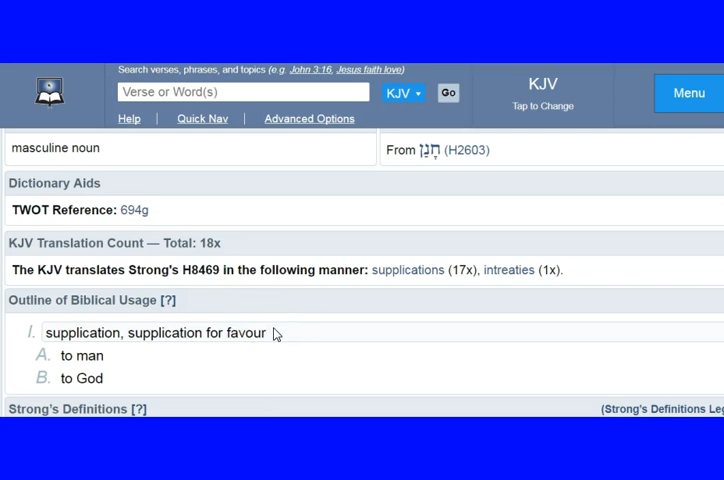 Search verses, phrases, and topics (e.g. John 3:16, Jesus faith love)
Verse or Word(s)
KJV
Go
KJV
Tap to Change
Menu
Help | Quick Nav | Advanced Options
masculine noun
From חָנַן (H2603)
Dictionary Aids
TWOT Reference: 694g
KJV Translation Count — Total: 18x
The KJV translates Strong's H8469 in the following manner: supplications (17x), intreaties (1x).
Outline of Biblical Usage [?]
I. supplication, supplication for favour
A. to man
B. to God
Strong's Definitions [?]
(Strong's Definitions Leg